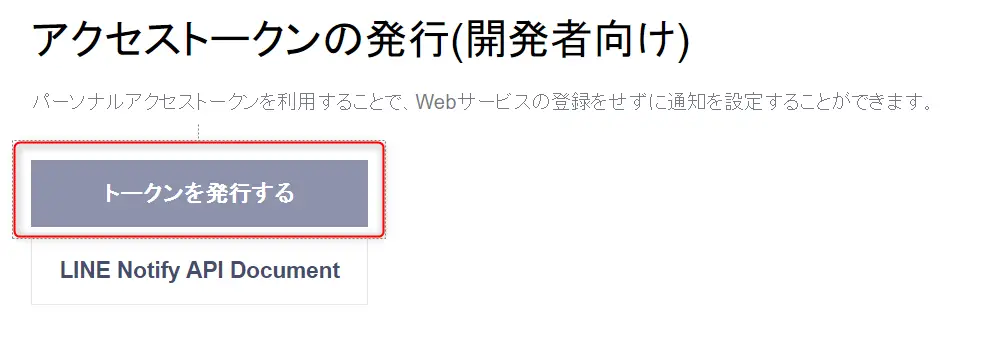 アクセストークンの発行(開発者向け)
パーソナルアクセストークンを利用することで、Webサービスの登録をせずに通知を設定することができます。
トークンを発行する
LINE Notify API Document